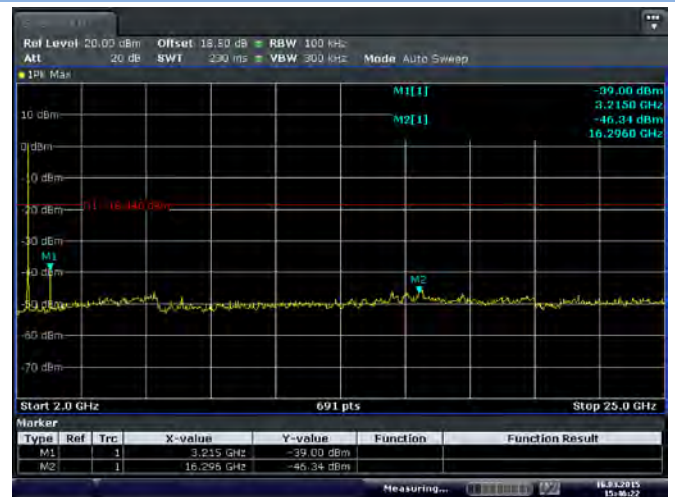 Ref Level 20.00 dBm Offset 18.50 dB RBW 100 kHz
Att 20 dB SWT 230 ms VBW 300 kHz Mode Auto Sweep
1Pk Max
M1[1] -39.00 dBm
3.2150 GHz
M2[1] -46.34 dBm
16.2960 GHz
10 dBm
0 dBm
-10 dBm
-20 dBm
-30 dBm
M1
-40 dBm
M2
-50 dBm
-60 dBm
-70 dBm
Start 2.0 GHz 691 pts Stop 25.0 GHz
Marker
Type Ref Trc X-value Y-value Function Function Result
M1 1 3.215 GHz -39.00 dBm
M2 1 16.296 GHz -46.34 dBm
Measuring... 16.03.2015
15:46:22